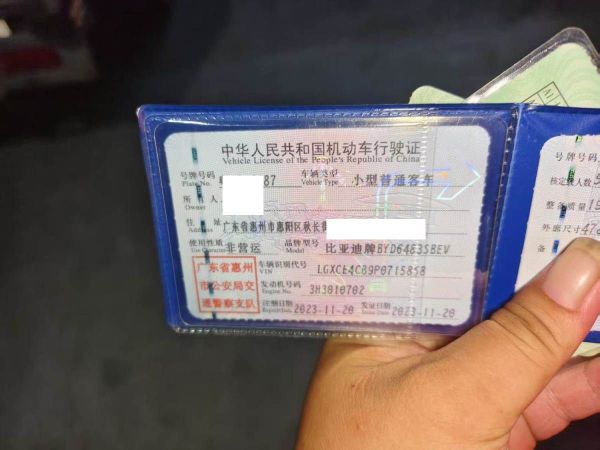 中华人民共和国机动车行驶证
Vehicle License of the People's Republic of China
号牌号码 Plate No. 87 车辆类型 Vehicle Type 小型普通客车
所有人 Owner
住址 Address 广东省惠州市惠阳区秋长
使用性质 Use Character 非营运 品牌型号 Model 比亚迪牌BYD6483SBEV
广东省惠州市公安局交通警察支队
车辆识别代号 VIN LGXCE4C89P0715858
发动机号码 Engine No. 3H3010702
注册日期 Register Date 2023-11-20 发证日期 Issue Date 2023-11-20
号牌号码
核定载人数
整备质量
外廓尺寸
备